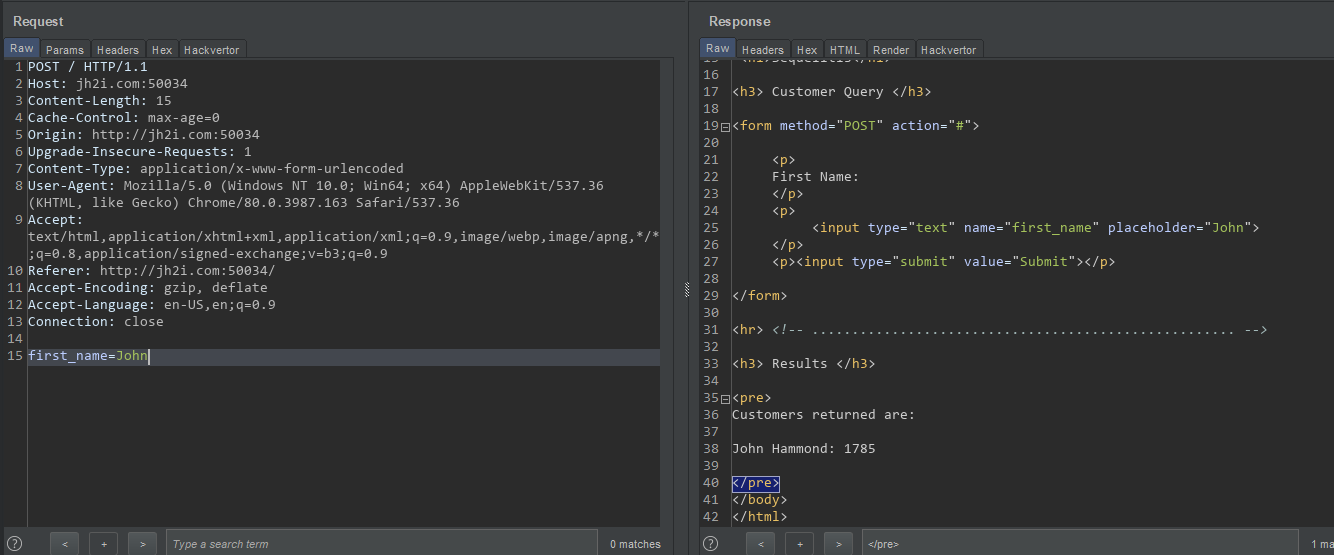 Request
Raw Params Headers Hex Hackvertor
1 POST / HTTP/1.1
2 Host: jh2i.com:50034
3 Content-Length: 15
4 Cache-Control: max-age=0
5 Origin: http://jh2i.com:50034
6 Upgrade-Insecure-Requests: 1
7 Content-Type: application/x-www-form-urlencoded
8 User-Agent: Mozilla/5.0 (Windows NT 10.0; Win64; x64) AppleWebKit/537.36
(KHTML, like Gecko) Chrome/80.0.3987.163 Safari/537.36
9 Accept:
text/html,application/xhtml+xml,application/xml;q=0.9,image/webp,image/apng,*/*
;q=0.8,application/signed-exchange;v=b3;q=0.9
10 Referer: http://jh2i.com:50034/
11 Accept-Encoding: gzip, deflate
12 Accept-Language: en-US,en;q=0.9
13 Connection: close
14
15 first_name=John
? < + > Type a search term 0 matches
Response
Raw Headers Hex HTML Render Hackvertor
16
17 <h3> Customer Query </h3>
18
19 <form method="POST" action="#">
20
21 <p>
22 First Name:
23 </p>
24 <p>
25 <input type="text" name="first_name" placeholder="John">
26 </p>
27 <p><input type="submit" value="Submit"></p>
28
29 </form>
30
31 <hr> <!-- ..................................................... -->
32
33 <h3> Results </h3>
34
35 <pre>
36 Customers returned are:
37
38 John Hammond: 1785
39
40 </pre>
41 </body>
42 </html>
? < + > </pre> 1 ma